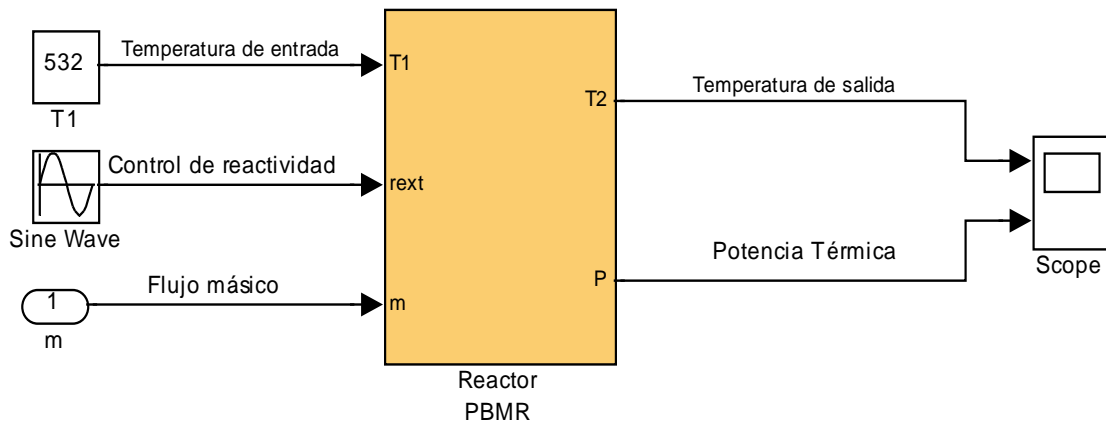 532
T1
Temperatura de entrada
Control de reactividad
Sine Wave
Flujo másico
1
m
T1
rext
m
T2
P
Reactor
PBMR
Temperatura de salida
Potencia Térmica
Scope